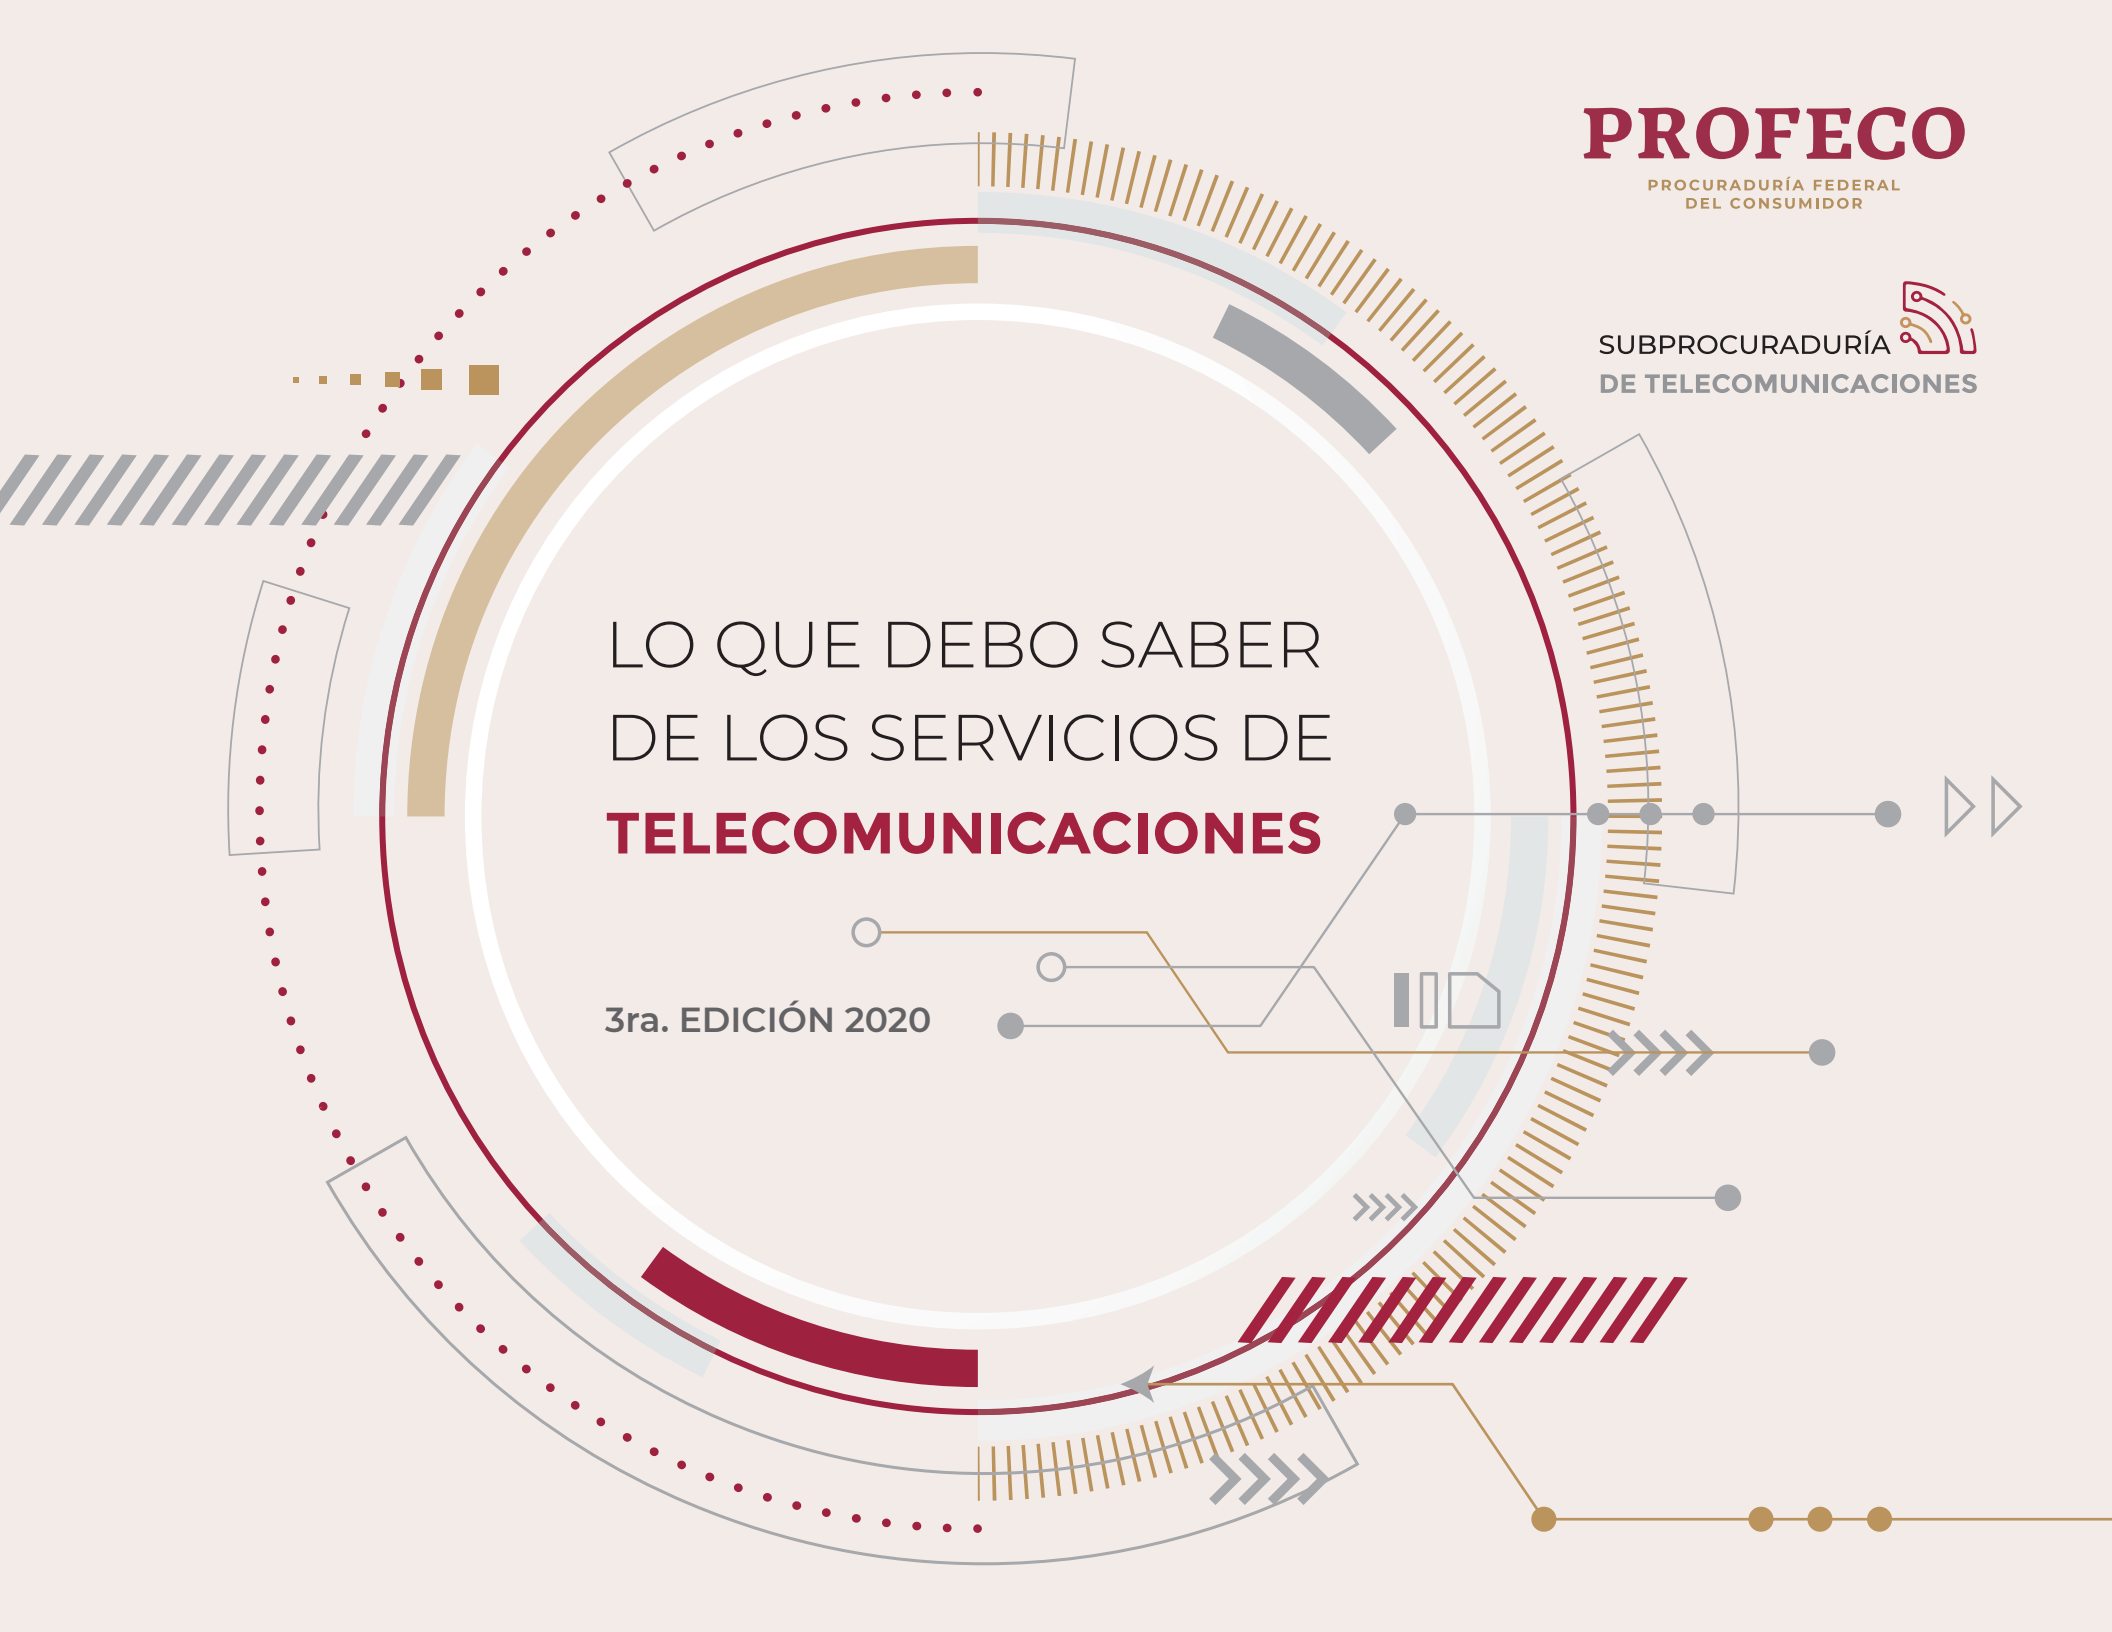 PROFECO
PROCURADURÍA FEDERAL
DEL CONSUMIDOR
SUBPROCURADURÍA
DE TELECOMUNICACIONES
LO QUE DEBO SABER
DE LOS SERVICIOS DE
TELECOMUNICACIONES
3ra. EDICIÓN 2020